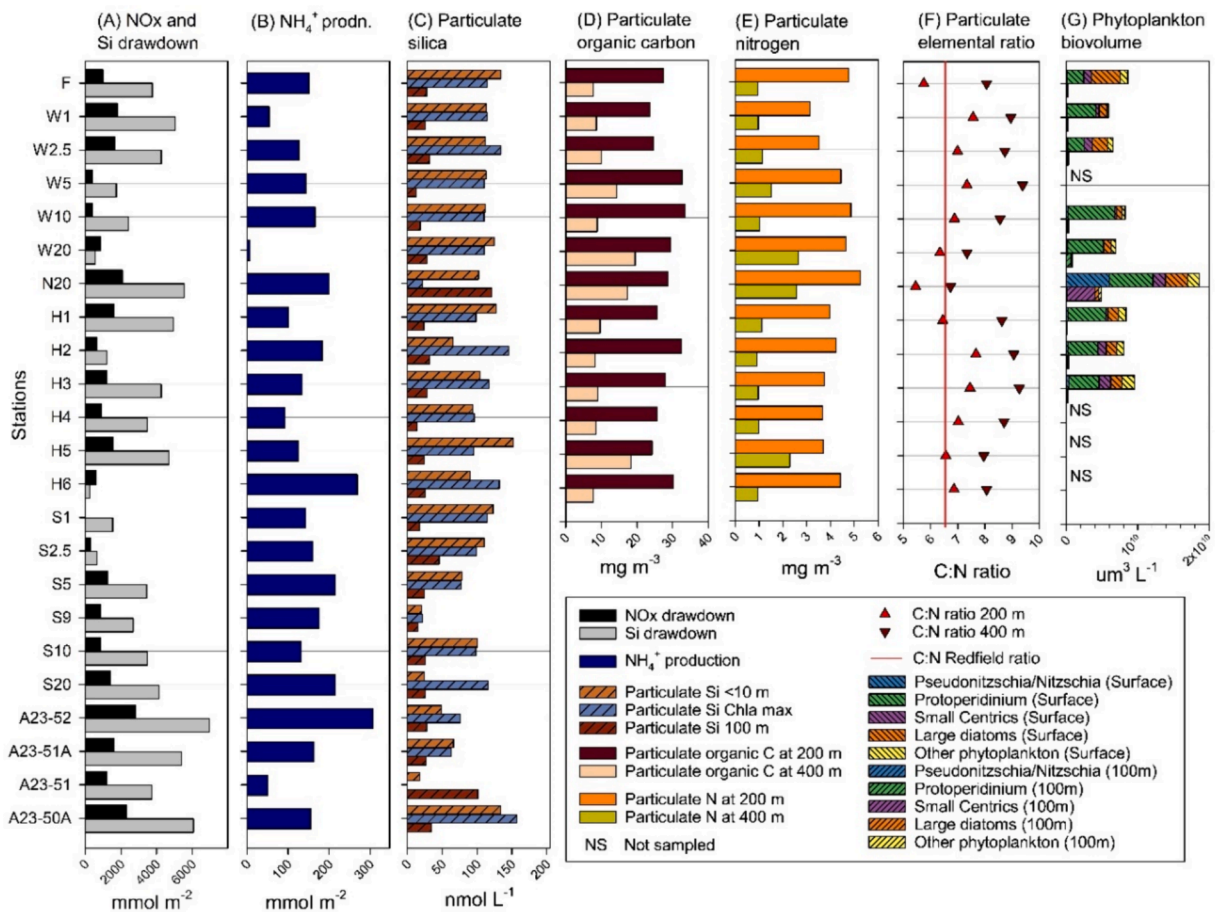 (A) NOx and
Si drawdown
(B) NH₄⁺ prodn.
(C) Particulate
silica
(D) Particulate
organic carbon
(E) Particulate
nitrogen
(F) Particulate
elemental ratio
(G) Phytoplankton
biovolume
Stations
F
W1
W2.5
W5
W10
W20
N20
H1
H2
H3
H4
H5
H6
S1
S2.5
S5
S9
S10
S20
A23-52
A23-51A
A23-51
A23-50A
NS
NS
NS
NS
0 2000 4000 6000
mmol m⁻²
0 100 200 300
mmol m⁻²
0 50 100 150 200
nmol L⁻¹
0 10 20 30 40
mg m⁻³
0 1 2 3 4 5 6
mg m⁻³
5 6 7 8 9 10
C:N ratio
0 10¹⁰ 2x10¹⁰
um³ L⁻¹
NOx drawdown
Si drawdown
NH₄⁺ production
Particulate Si <10 m
Particulate Si Chla max
Particulate Si 100 m
Particulate organic C at 200 m
Particulate organic C at 400 m
Particulate N at 200 m
Particulate N at 400 m
NS Not sampled
C:N ratio 200 m
C:N ratio 400 m
C:N Redfield ratio
Pseudonitzschia/Nitzschia (Surface)
Protoperidinium (Surface)
Small Centrics (Surface)
Large diatoms (Surface)
Other phytoplankton (Surface)
Pseudonitzschia/Nitzschia (100m)
Protoperidinium (100m)
Small Centrics (100m)
Large diatoms (100m)
Other phytoplankton (100m)